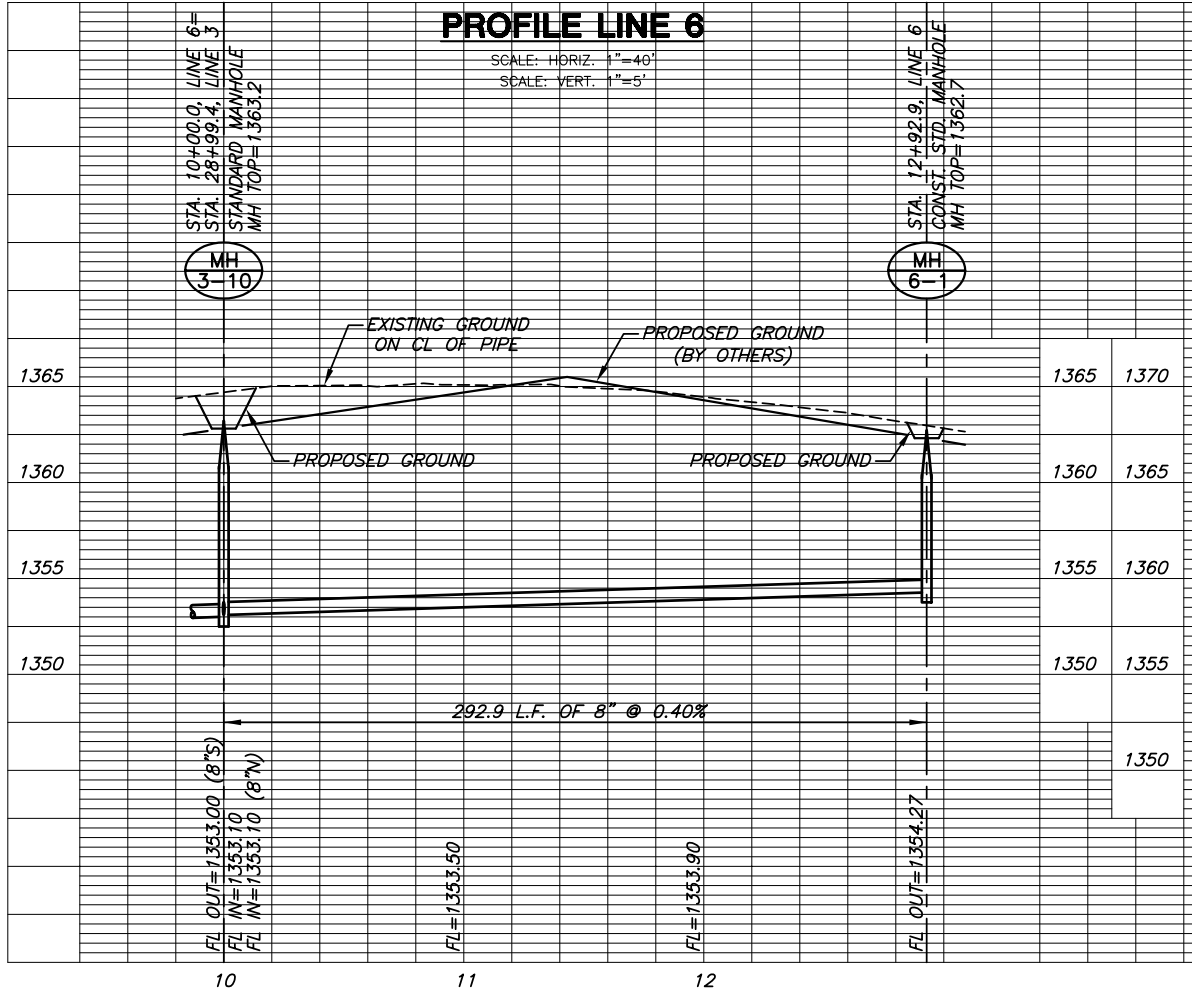 PROFILE LINE 6
SCALE: HORIZ. 1"=40'
SCALE: VERT. 1"=5'
STA. 10+00.0, LINE 6=
STA. 28+99.4, LINE 3
STANDARD MANHOLE
MH TOP=1363.2
STA. 12+92.9, LINE 6
CONST. STD. MANHOLE
MH TOP=1362.7
MH
3-10
MH
6-1
EXISTING GROUND
ON CL OF PIPE
PROPOSED GROUND
(BY OTHERS)
1365
1365 1370
PROPOSED GROUND
PROPOSED GROUND
1360
1360 1365
1355
1355 1360
1350
1350 1355
292.9 L.F. OF 8" @ 0.40%
1350
FL OUT=1353.00 (8"S)
FL IN=1353.10
FL IN=1353.10 (8"N)
FL=1353.50
FL=1353.90
FL OUT=1354.27
10
11
12